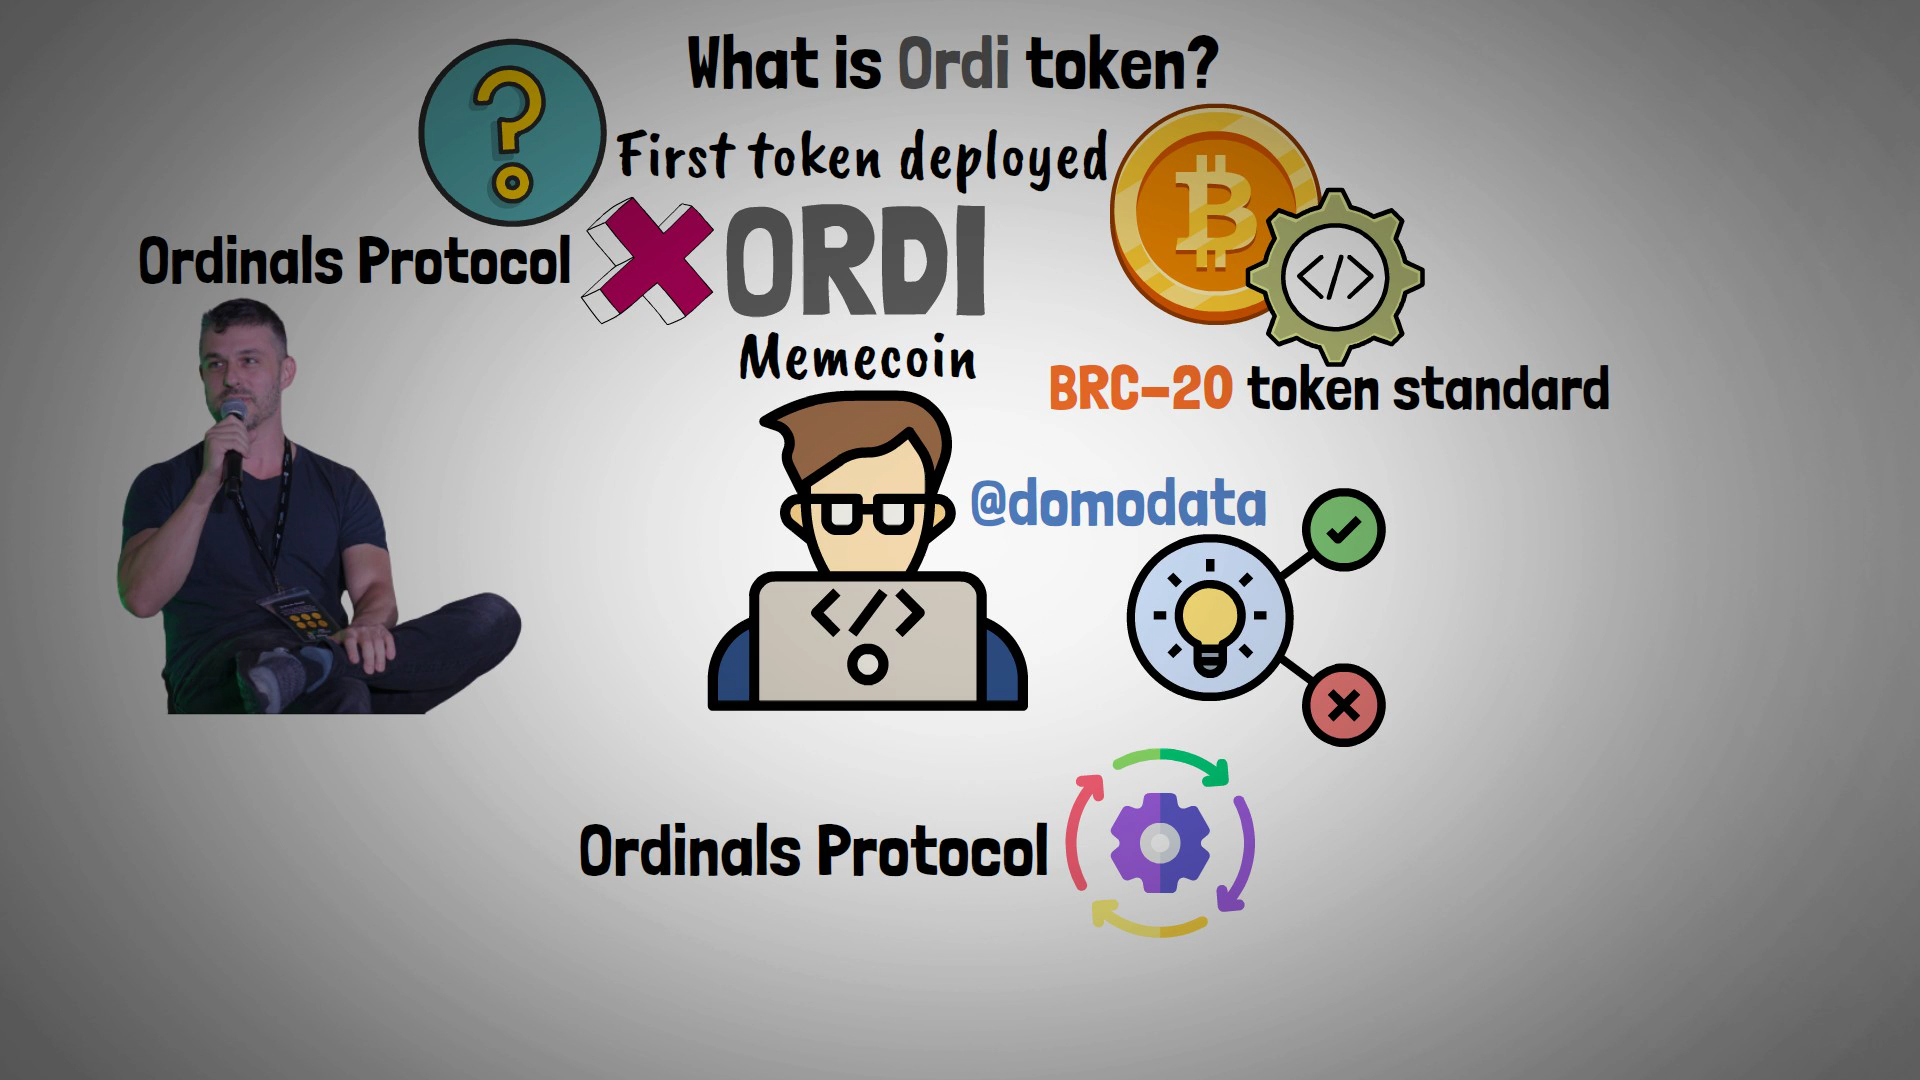 What is Ordi token?
First token deployed
Ordinals Protocol
ORDI
Memecoin
BRC-20 token standard
@domodata
Ordinals Protocol